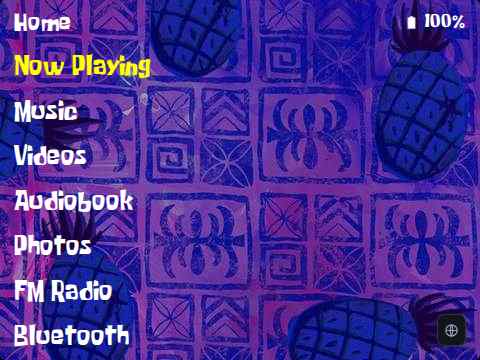 Home
100%
Now Playing
Music
Videos
Audiobook
Photos
FM Radio
Bluetooth